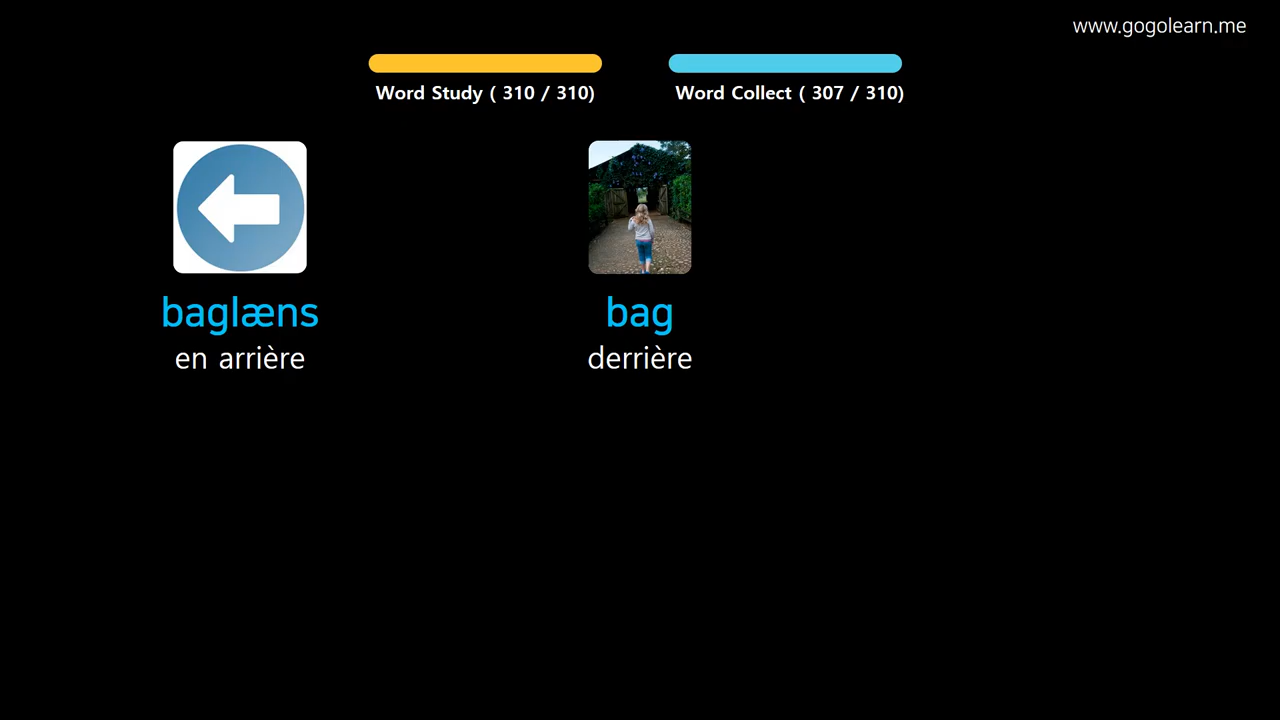 www.gogolearn.me
Word Study ( 310 / 310)
Word Collect ( 307 / 310)
baglæns
en arrière
bag
derrière